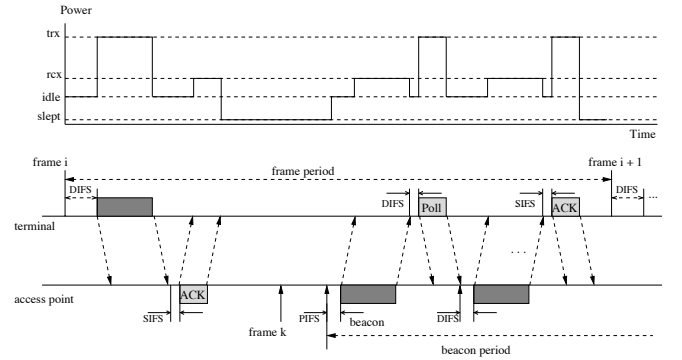 Power
trx
rcx
idle
slept
Time
frame i
frame i + 1
frame period
DIFS
DIFS
SIFS
DIFS
...
Poll
ACK
terminal
. . .
access point
ACK
SIFS
frame k
PIFS
beacon
DIFS
beacon period